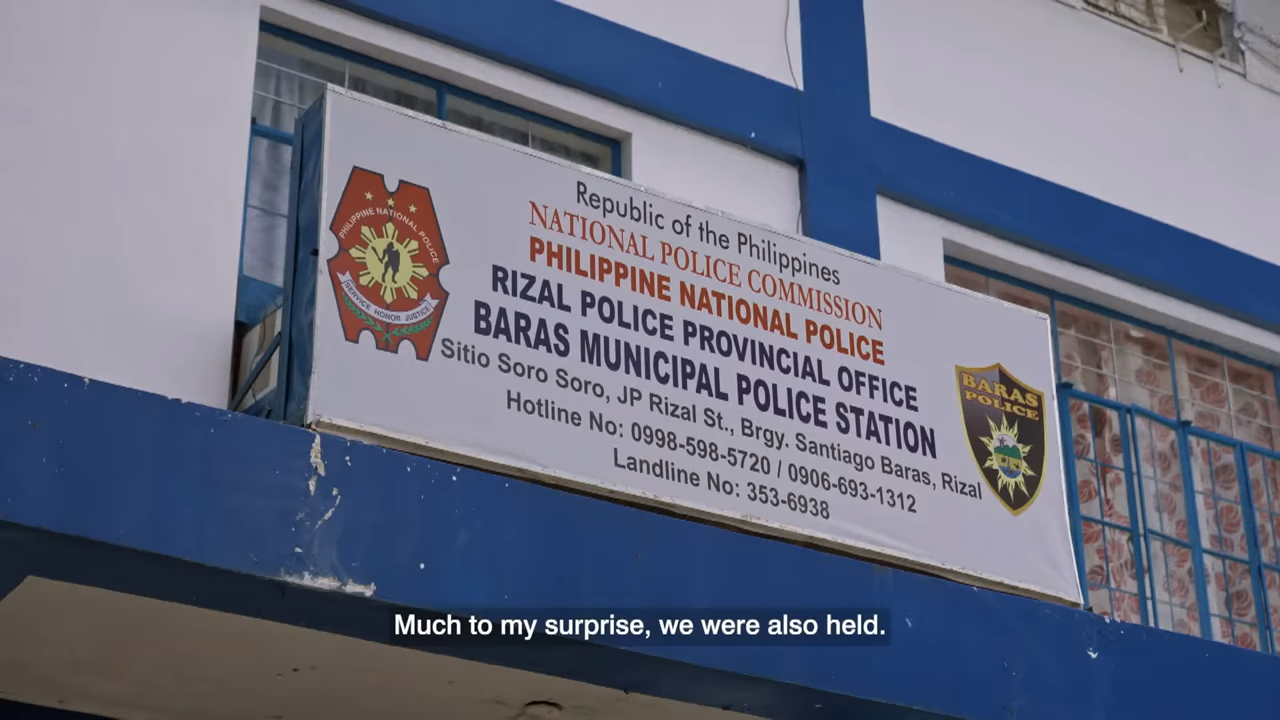 Republic of the Philippines
NATIONAL POLICE COMMISSION
PHILIPPINE NATIONAL POLICE
RIZAL POLICE PROVINCIAL OFFICE
BARAS MUNICIPAL POLICE STATION
Sitio Soro Soro, JP Rizal St., Brgy. Santiago Baras, Rizal
Hotline No: 0998-598-5720 / 0906-693-1312
Landline No: 353-6938
PHILIPPINE NATIONAL POLICE
SERVICE HONOR JUSTICE
BARAS
POLICE
Much to my surprise, we were also held.